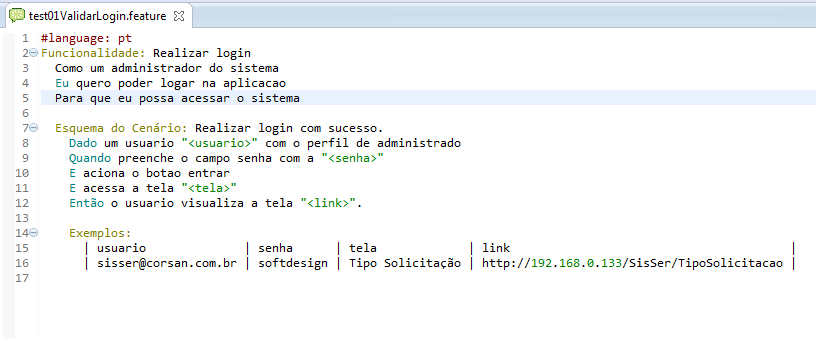 test01ValidarLogin.feature
1 #language: pt
2 Funcionalidade: Realizar login
3 Como um administrador do sistema
4 Eu quero poder logar na aplicacao
5 Para que eu possa acessar o sistema
6
7 Esquema do Cenário: Realizar login com sucesso.
8 Dado um usuario "<usuario>" com o perfil de administrado
9 Quando preenche o campo senha com a "<senha>"
10 E aciona o botao entrar
11 E acessa a tela "<tela>"
12 Então o usuario visualiza a tela "<link>".
13
14 Exemplos:
15 | usuario | senha | tela | link |
16 | sisser@corsan.com.br | softdesign | Tipo Solicitação | http://192.168.0.133/SisSer/TipoSolicitacao |
17